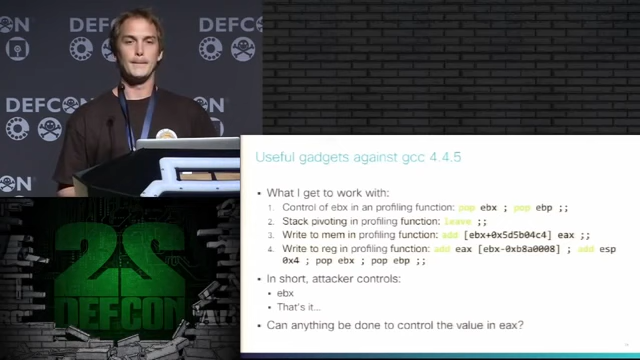 DEFCON
DEFCON
DEFCON
Useful gadgets against gcc 4.4.5
• What I get to work with:
1. Control of ebx in an profiling function: pop ebx ; pop ebp ;;
2. Stack pivoting in profiling function: leave ;;
3. Write to mem in profiling function: add [ebx+0x5d5b04c4] eax ;;
4. Write to reg in profiling function: add eax [ebx-0xb8a0008] ; add esp
0x4 ; pop ebx ; pop ebp ;;
• In short, attacker controls:
• ebx
• That's it...
• Can anything be done to control the value in eax?
22
DEFCON